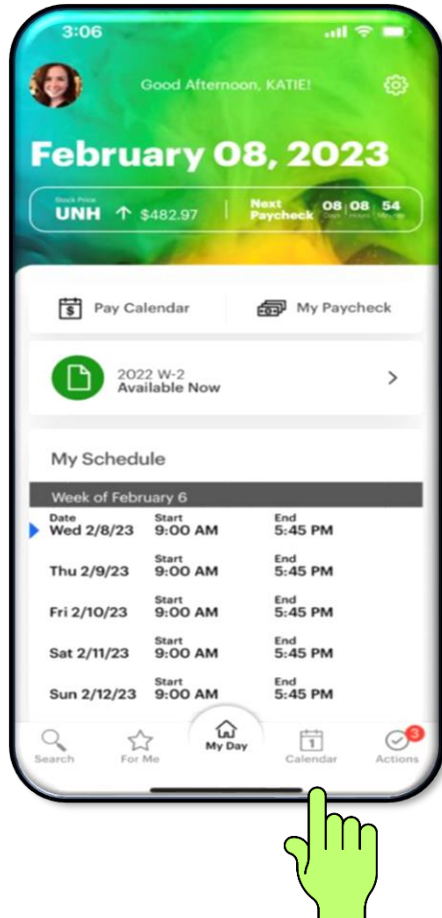 3:06
Good Afternoon, KATIE!
February 08, 2023
Stock Price
UNH ↑ $482.97
Next Paycheck
08 08 54
Days Hours
Pay Calendar
My Paycheck
2022 W-2
Available Now
My Schedule
Week of February 6
Date Start End
Wed 2/8/23 9:00 AM 5:45 PM
Start End
Thu 2/9/23 9:00 AM 5:45 PM
Start End
Fri 2/10/23 9:00 AM 5:45 PM
Start End
Sat 2/11/23 9:00 AM 5:45 PM
Start End
Sun 2/12/23 9:00 AM 5:45 PM
1 3
Search For Me My Day Calendar Actions